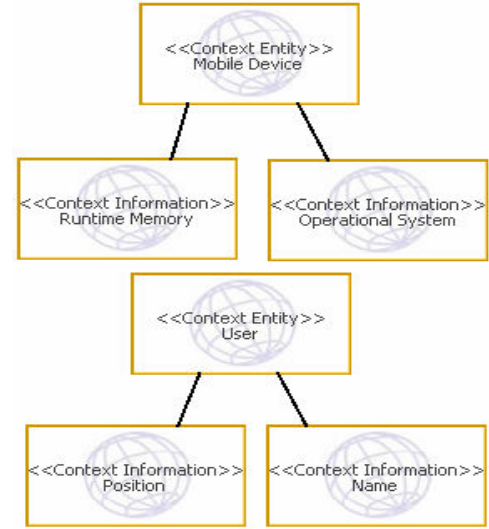 <<Context Entity>>
Mobile Device
<<Context Information>>
Runtime Memory
<<Context Information>>
Operational System
<<Context Entity>>
User
<<Context Information>>
Position
<<Context Information>>
Name